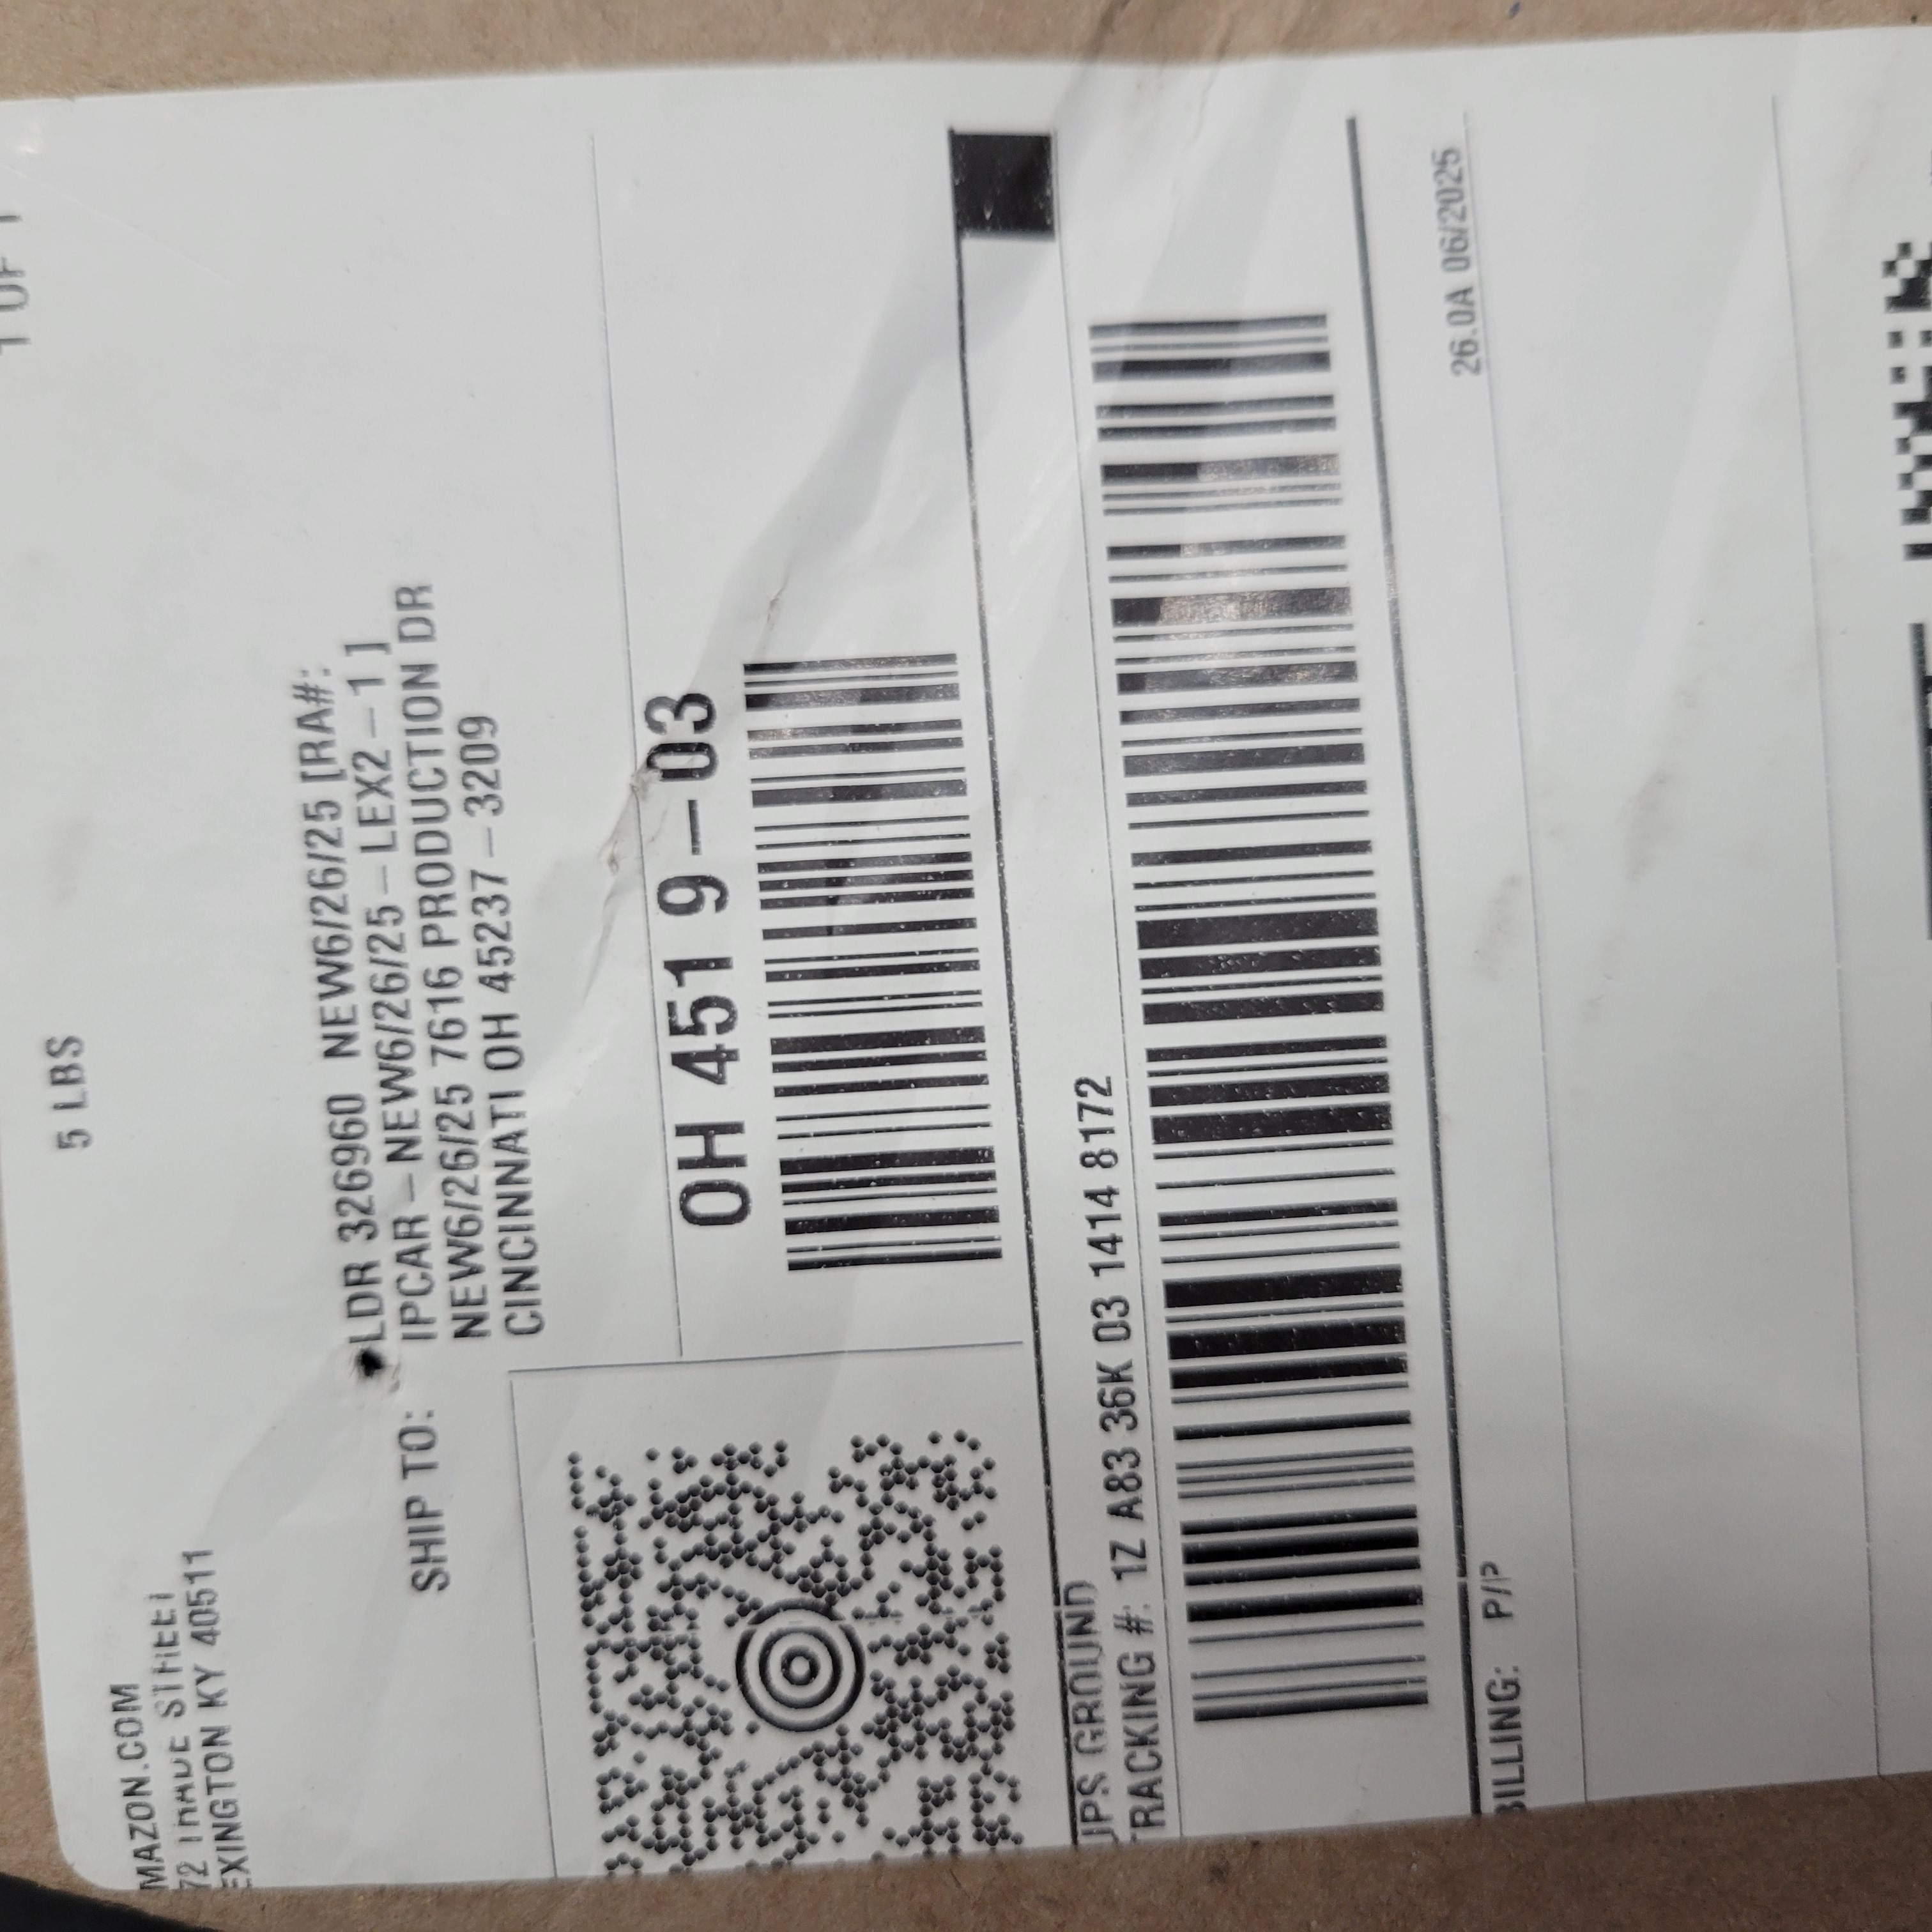 5 LBS
1 OF 1
MAZON.COM
72
EXINGTON KY 40511
SHIP TO:
LDR 326960 NEW6/26/25 [RA#:
IPCAR-NEW6/26/25-LEX2-1 ]
NEW6/26/25 7616 PRODUCTION DR
CINCINNATI OH 45237-3209
OH 451 9-03
UPS GROUND
TRACKING #: 1Z A83 36K 03 1414 8172
BILLING: P/P
26.0A 06/2025